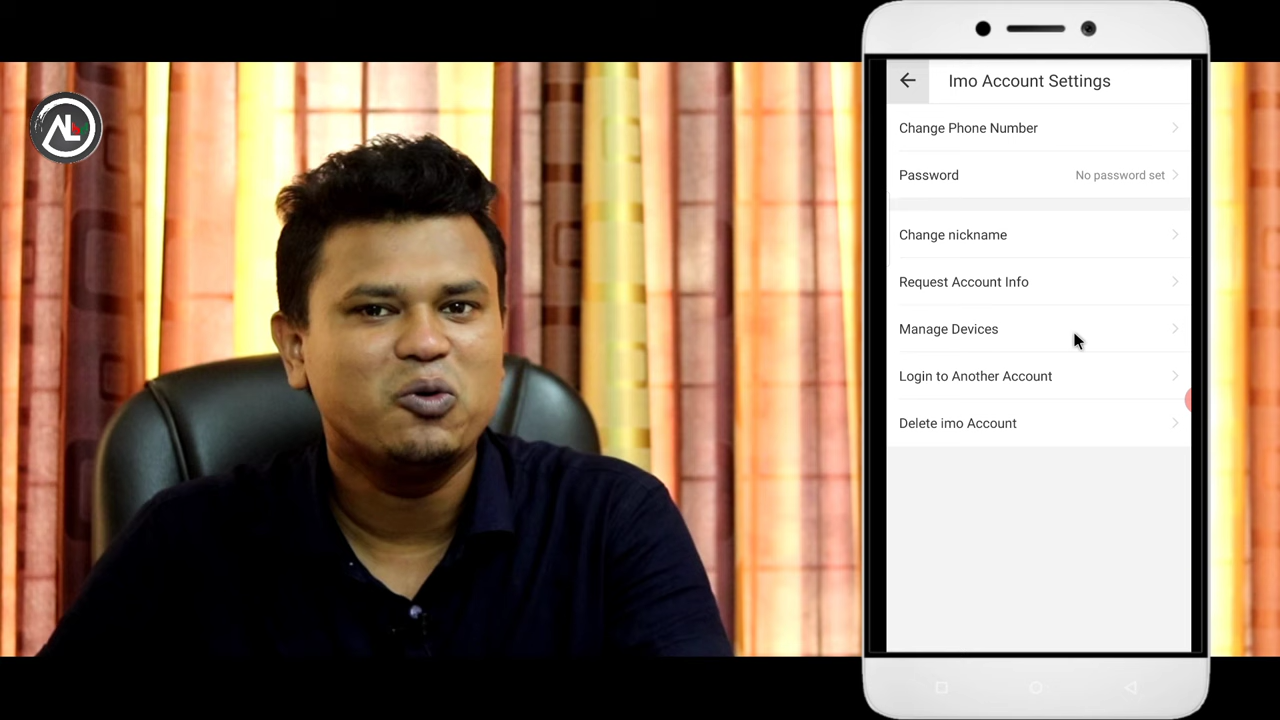 AL
Imo Account Settings
Change Phone Number
Password No password set
Change nickname
Request Account Info
Manage Devices
Login to Another Account
Delete imo Account